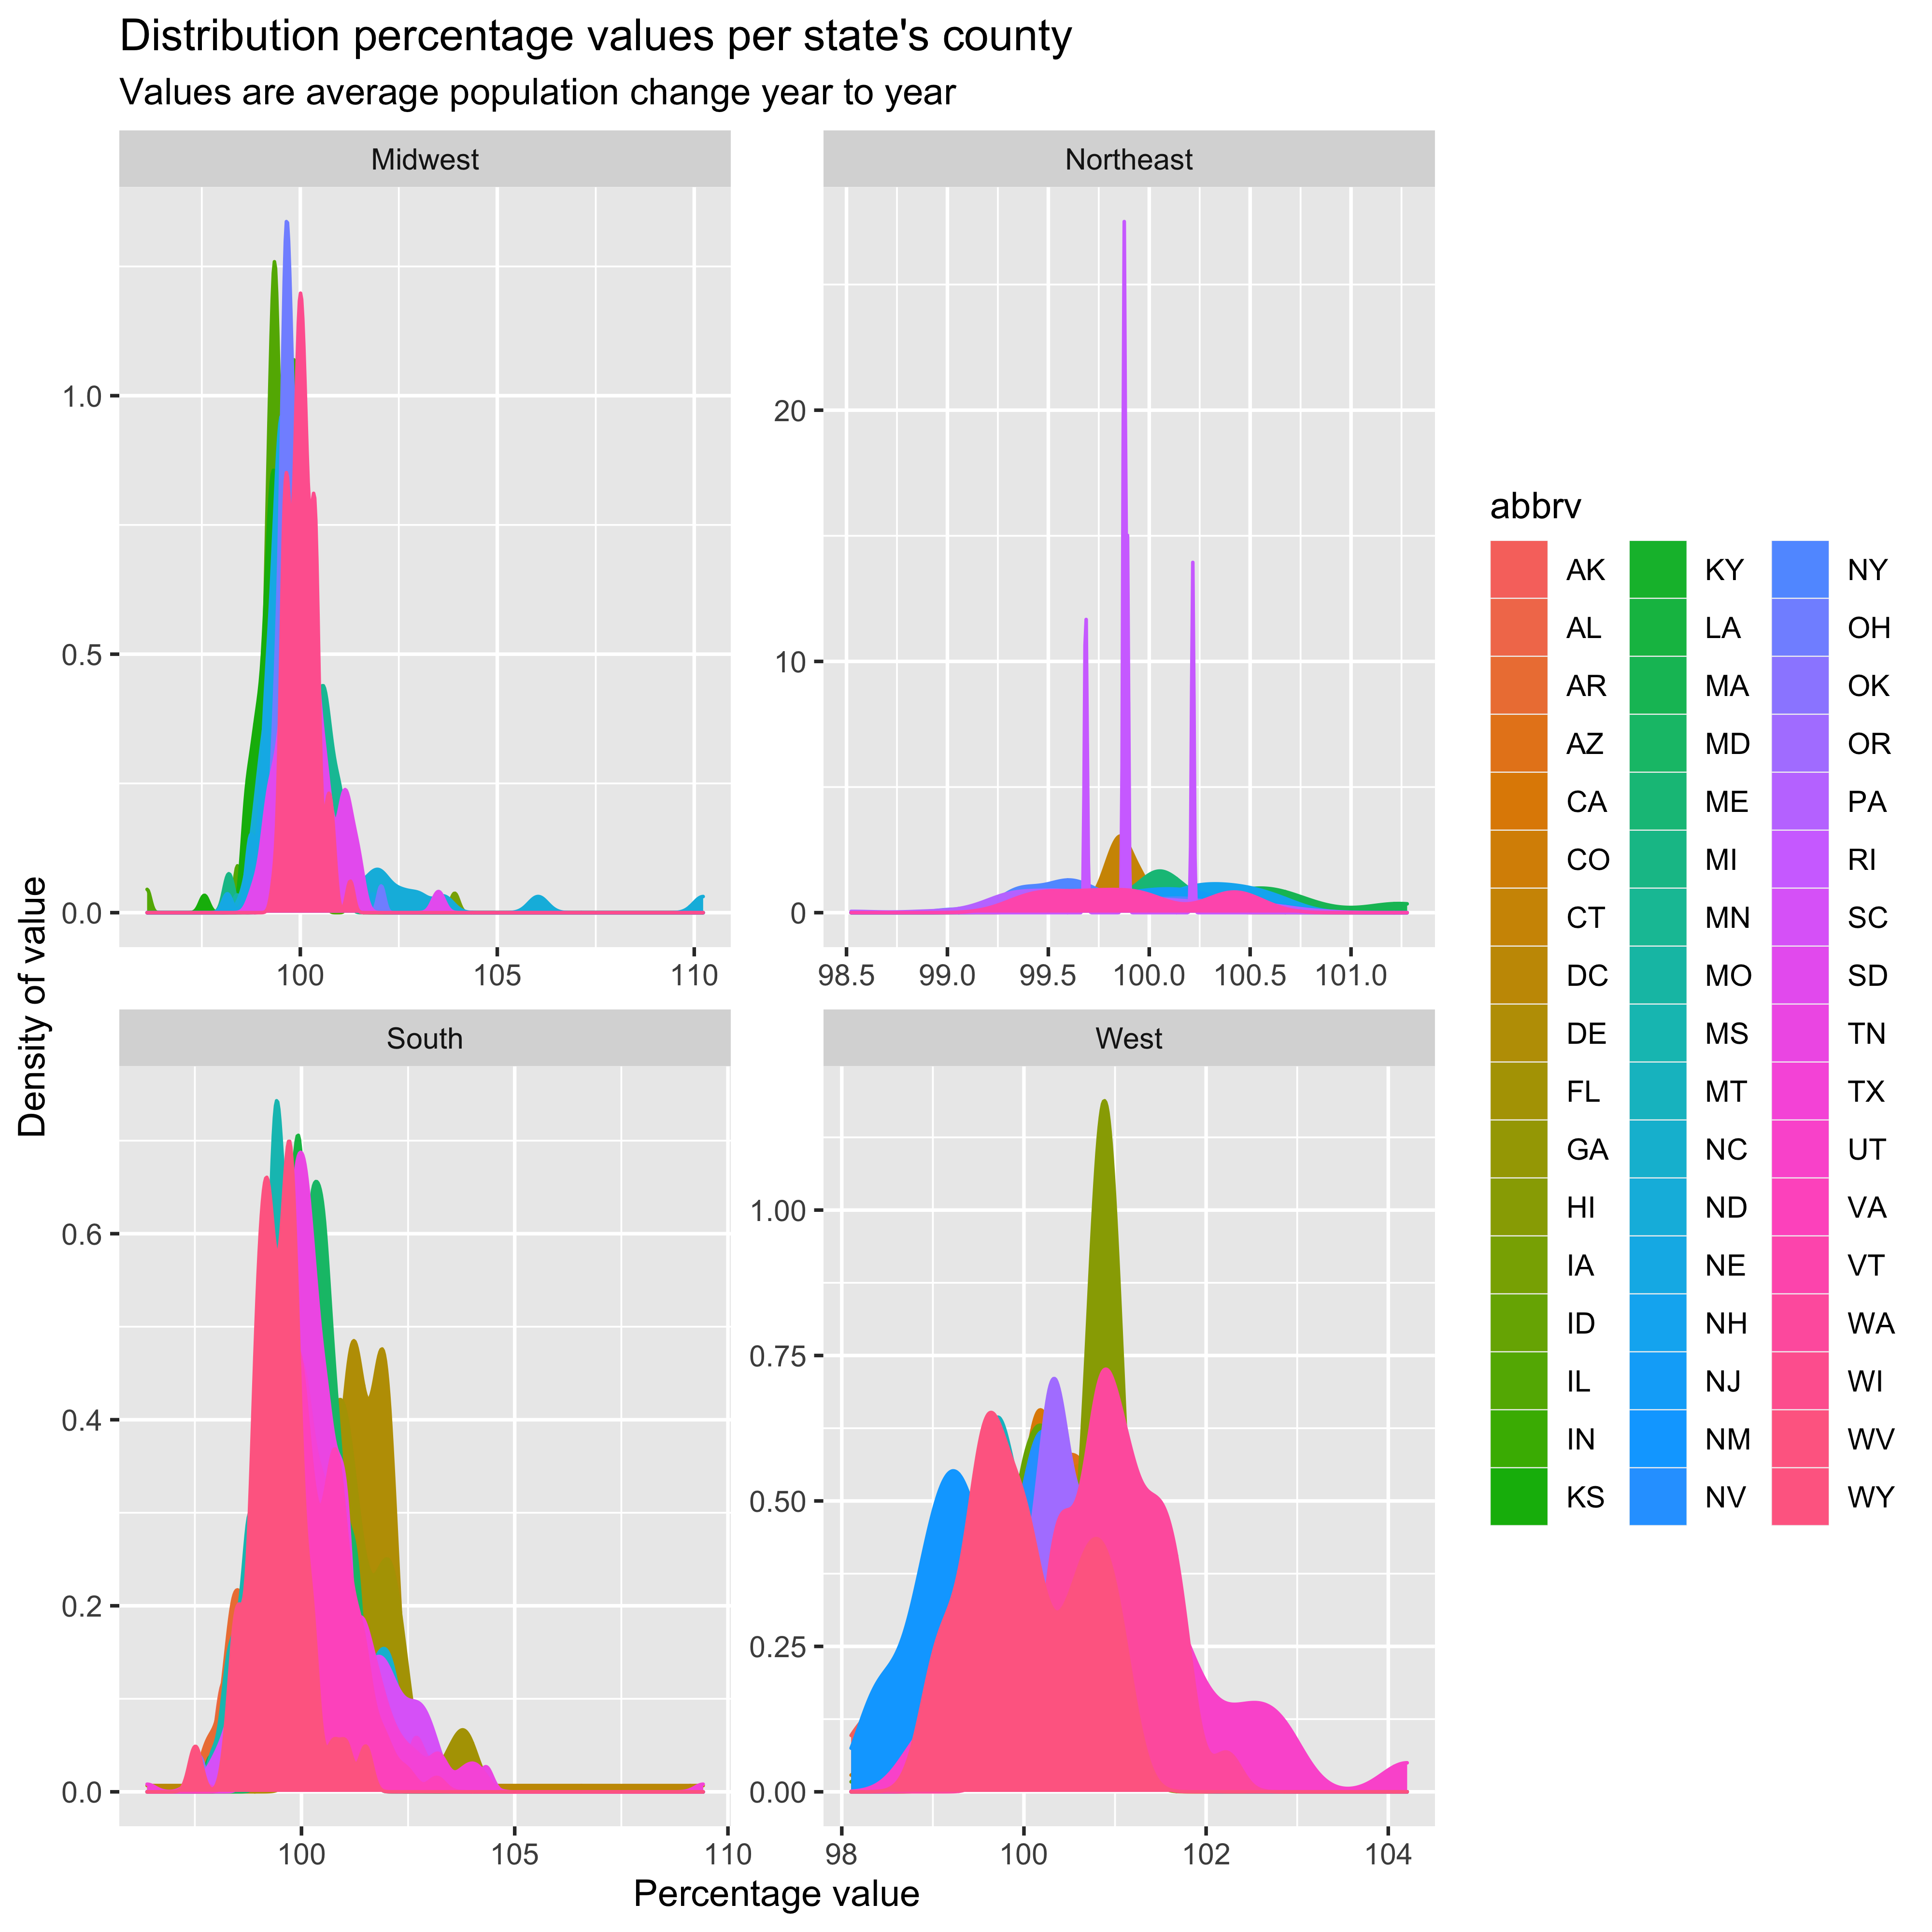 Distribution percentage values per state's county
Values are average population change year to year
Midwest
Northeast
1.0
0.5
0.0
100
105
110
20
10
0
98.5
99.0
99.5
100.0
100.5
101.0
South
West
0.6
0.4
0.2
0.0
100
105
110
1.00
0.75
0.50
0.25
0.00
98
100
102
104
Density of value
Percentage value
abbrv
AK
AL
AR
AZ
CA
CO
CT
DC
DE
FL
GA
HI
IA
ID
IL
IN
KS
KY
LA
MA
MD
ME
MI
MN
MO
MS
MT
NC
ND
NE
NH
NJ
NM
NV
NY
OH
OK
OR
PA
RI
SC
SD
TN
TX
UT
VA
VT
WA
WI
WV
WY